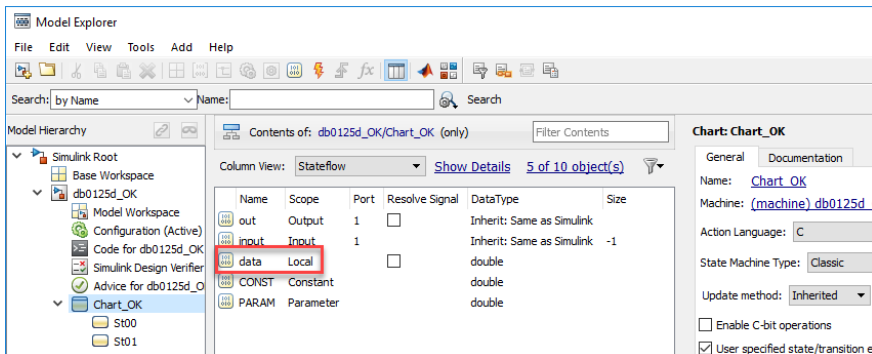 Model Explorer
File Edit View Tools Add Help
fx
Search: by Name Name: Search
Model Hierarchy
Simulink Root
Base Workspace
db0125d_OK
Model Workspace
Configuration (Active)
Code for db0125d_OK
Simulink Design Verifier
Advice for db0125d_O
Chart_OK
St00
St01
Contents of: db0125d_OK/Chart_OK (only) Filter Contents
Column View: Stateflow Show Details 5 of 10 object(s)
Name Scope Port Resolve Signal DataType Size
out Output 1 Inherit: Same as Simulink
input Input 1 Inherit: Same as Simulink -1
data Local double
CONST Constant double
PARAM Parameter double
Chart: Chart_OK
General Documentation
Name: Chart_OK
Machine: (machine) db0125d_
Action Language: C
State Machine Type: Classic
Update method: Inherited
Enable C-bit operations
User specified state/transition e